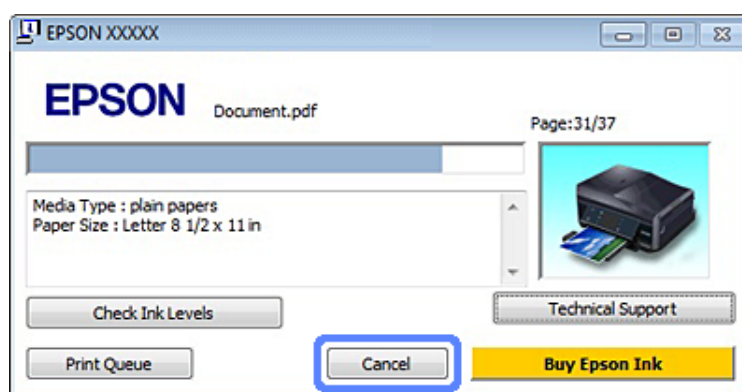 EPSON XXXXX
EPSON Document.pdf
Page:31/37
Media Type : plain papers
Paper Size : Letter 8 1/2 x 11 in
Check Ink Levels
Technical Support
Print Queue
Cancel
Buy Epson Ink